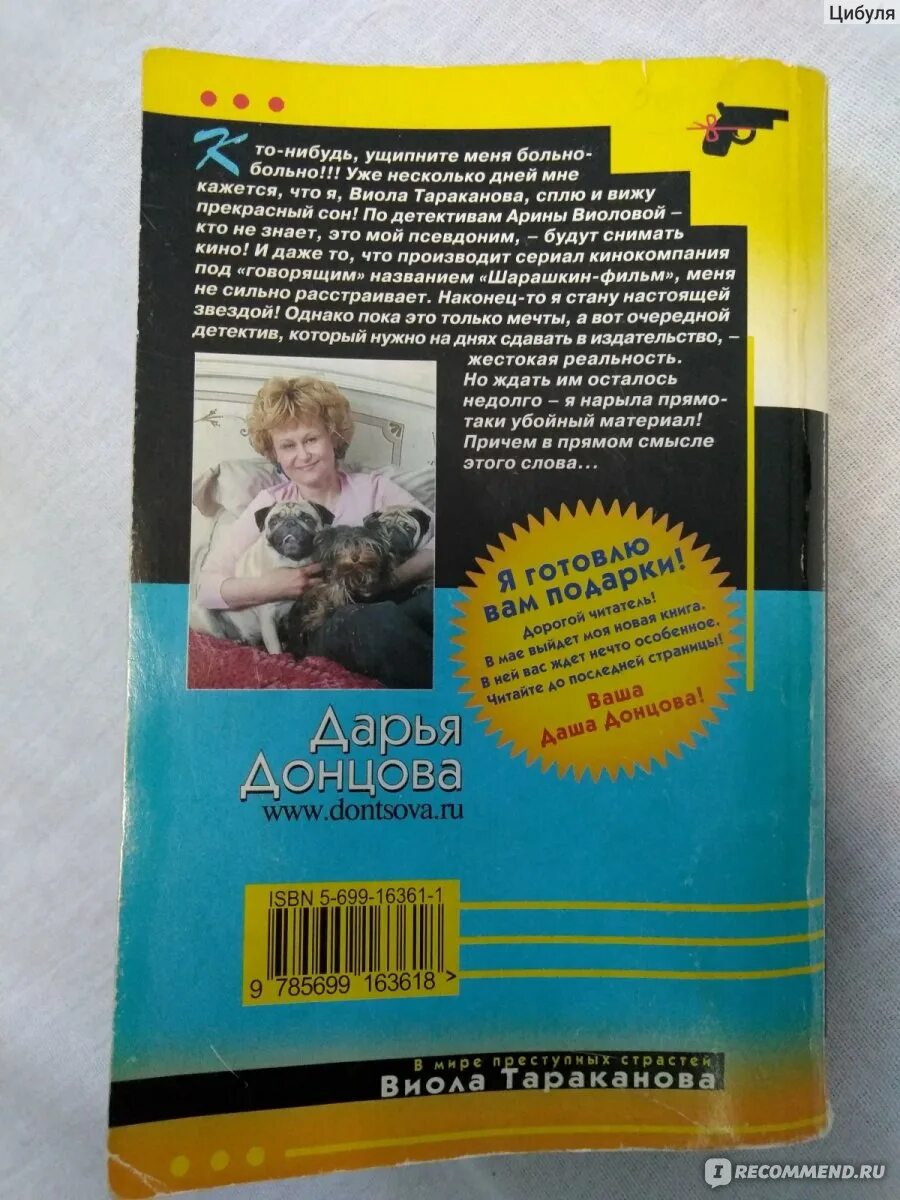 Цибуля
Кто-нибудь, ущипните меня больно-
больно!!! Уже несколько дней мне
кажется, что я, Виола Тараканова, сплю и вижу
прекрасный сон! По детективам Арины Виоловой –
кто не знает, это мой псевдоним, – будут снимать
кино! И даже то, что производит сериал кинокомпания
под «говорящим» названием «Шарашкин-фильм», меня
не сильно расстраивает. Наконец-то я стану настоящей
звездой! Однако пока это только мечты, а вот очередной
детектив, который нужно на днях сдавать в издательство, –
жестокая реальность.
Но ждать им осталось
недолго – я нарыла прямо-
таки убойный материал!
Причем в прямом смысле
этого слова...
Я готовлю
вам подарки!
Дорогой читатель!
В мае выйдет моя новая книга.
В ней вас ждет нечто особенное.
Читайте до последней страницы!
Ваша
Даша Донцова!
Дарья
Донцова
www.dontsova.ru
ISBN 5-699-16361-1
9 785699 163618 >
В мире преступных страстей
Виола Тараканова
IRECOMMEND.RU